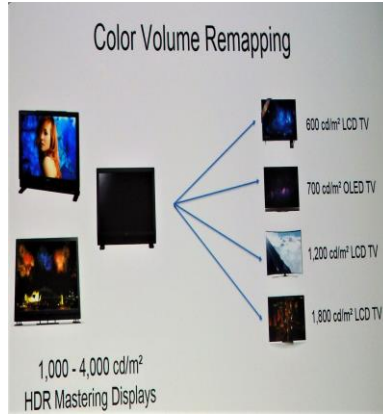 Color Volume Remapping
600 cd/m² LCD TV
700 cd/m² OLED TV
1,200 cd/m² LCD TV
1,800 cd/m² LCD TV
1,000 - 4,000 cd/m²
HDR Mastering Displays